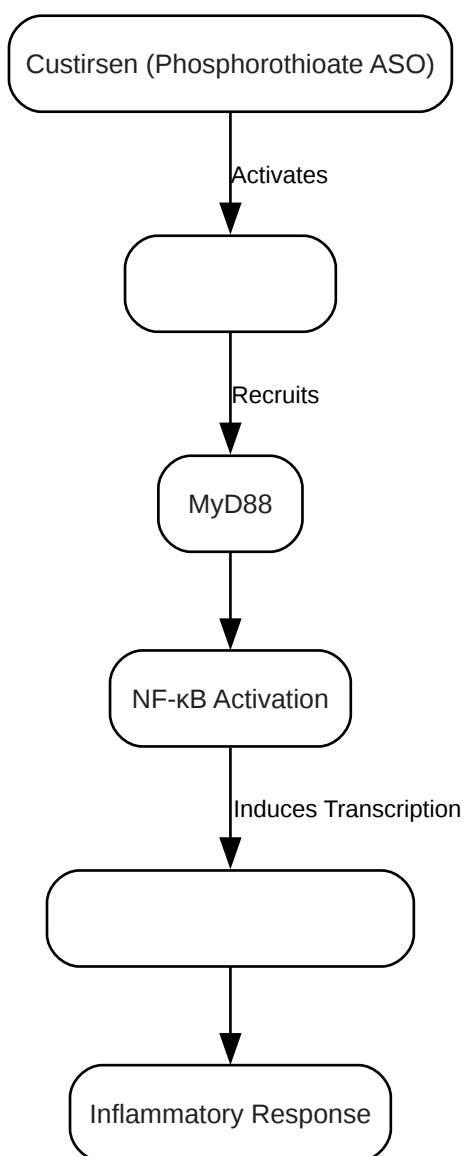 Custirsen (Phosphorothioate ASO)
Activates
Recruits
MyD88
NF-κB Activation
Induces Transcription
Inflammatory Response